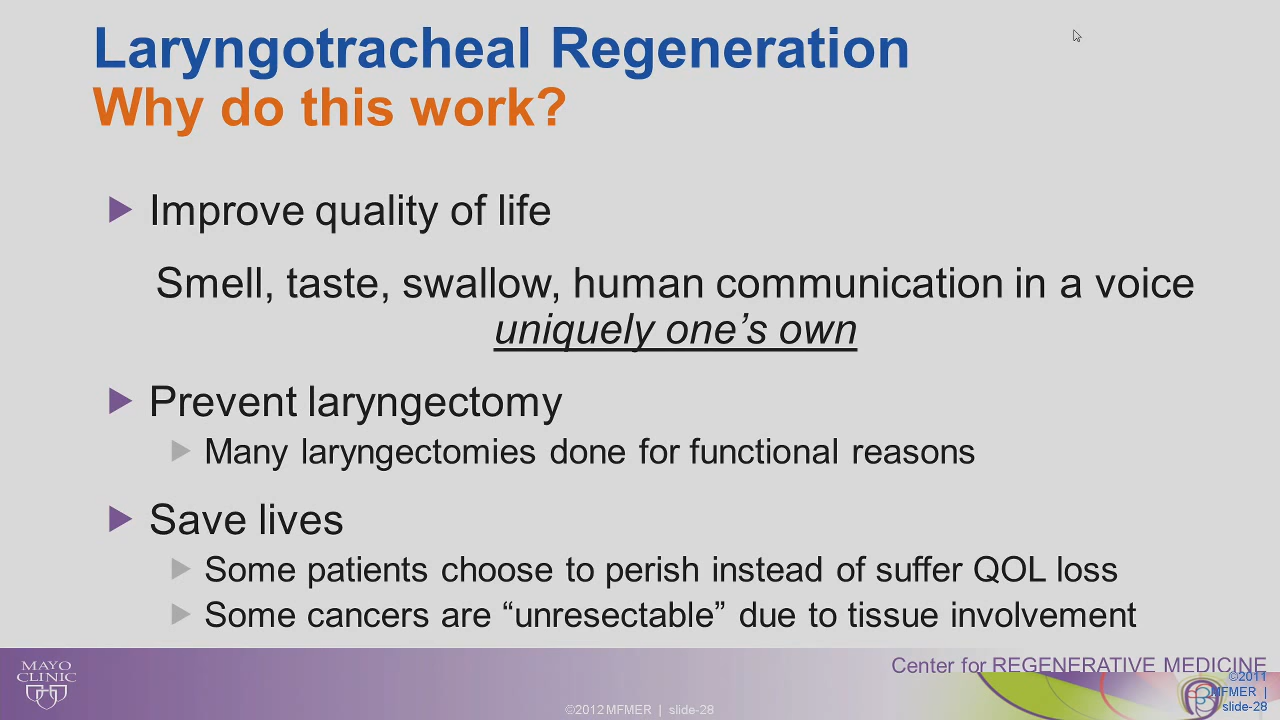 Laryngotracheal Regeneration
Why do this work?
Improve quality of life
Smell, taste, swallow, human communication in a voice
uniquely one’s own
Prevent laryngectomy
Many laryngectomies done for functional reasons
Save lives
Some patients choose to perish instead of suffer QOL loss
Some cancers are “unresectable” due to tissue involvement
Center for REGENERATIVE MEDICINE
MAYO
CLINIC
©2011
MFMER |
slide-28
©2012 MFMER | slide-28